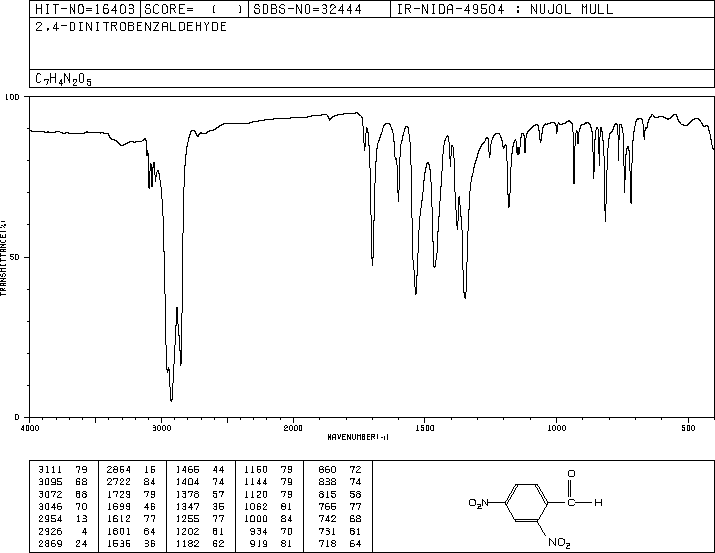 HIT-NO=16403 SCORE= ( ) SDBS-NO=32444 IR-NIDA-49504 : NUJOL MULL
2,4-DINITROBENZALDEHYDE
C7H4N2O5
100
50
0
TRANSMITTANCE(%)
4000 3000 2000 1500 1000 500
WAVENUMBER(-1)
3111 79 2854 16 1466 44 1160 79 860 72
3095 68 2722 84 1404 74 1144 79 838 74
3072 68 1729 79 1378 57 1120 79 815 58
3046 70 1699 46 1347 35 1062 81 766 77
2954 13 1612 77 1255 77 1000 84 742 68
2926 4 1601 64 1202 81 934 70 731 61
2869 24 1536 36 1182 62 919 81 718 64
O
C H
NO2
NO2